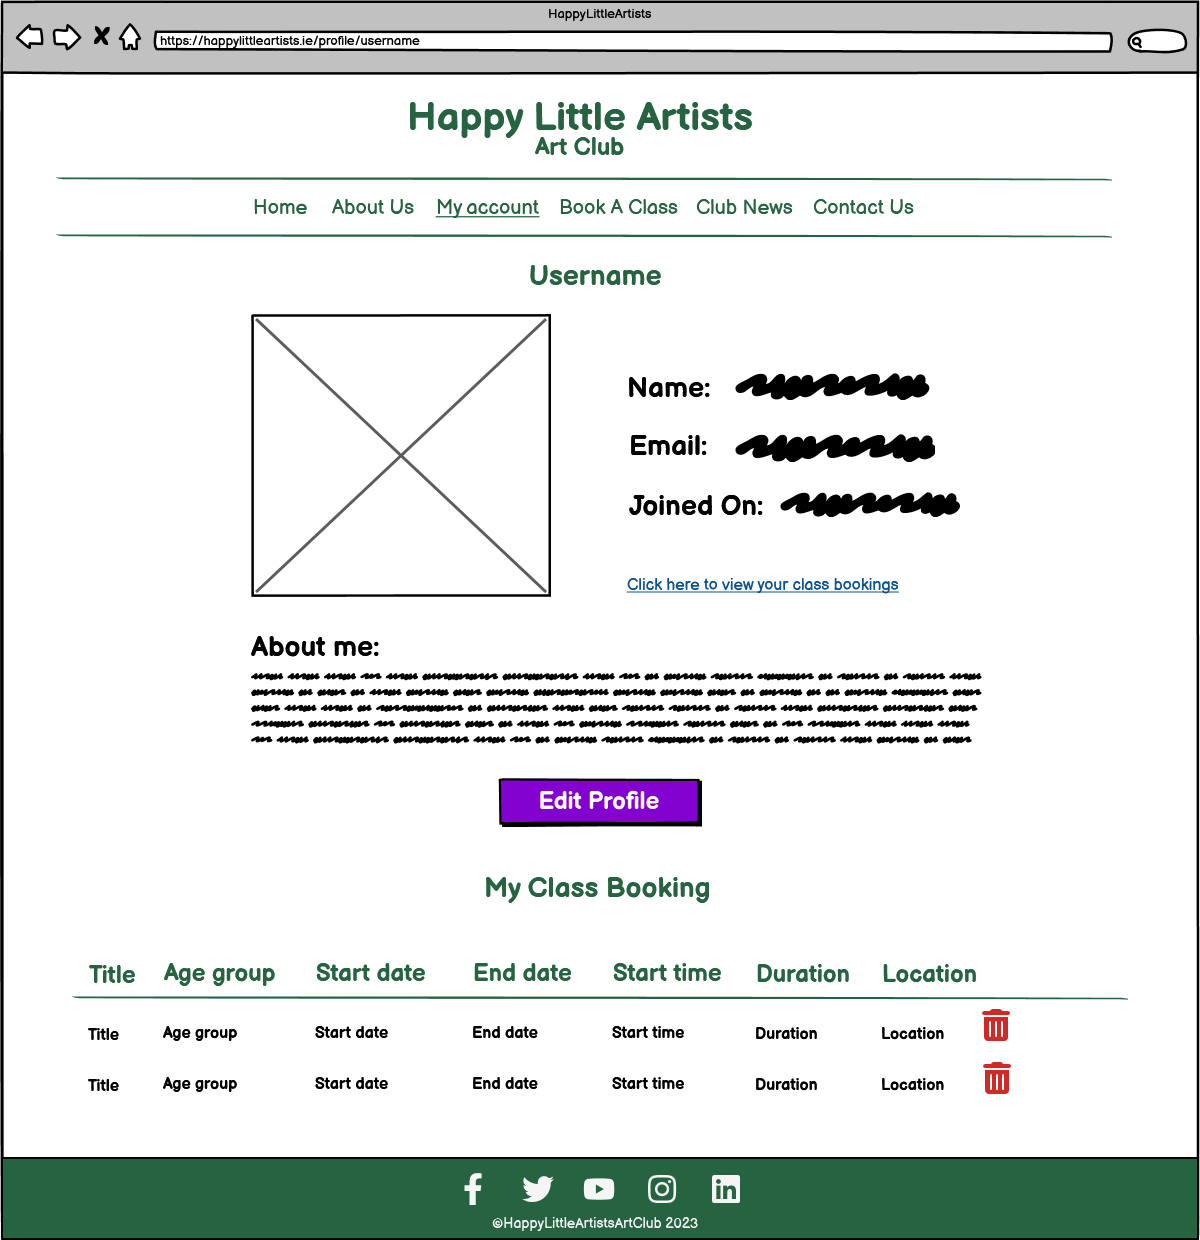 HappyLittleArtists
https://happylittleartists.ie/profile/username
Happy Little Artists
Art Club
Home About Us My account Book A Class Club News Contact Us
Username
Name:
Email:
Joined On:
Click here to view your class bookings
About me:
Edit Profile
My Class Booking
Title Age group Start date End date Start time Duration Location
Title Age group Start date End date Start time Duration Location
Title Age group Start date End date Start time Duration Location
©HappyLittleArtistsArtClub 2023